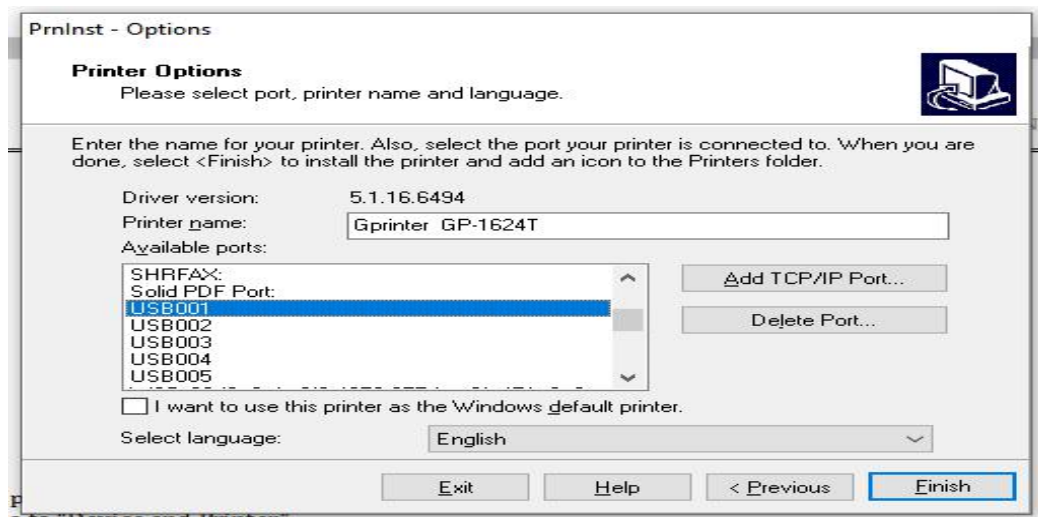 PrnInst - Options
Printer Options
Please select port, printer name and language.
Enter the name for your printer. Also, select the port your printer is connected to. When you are
done, select <Finish> to install the printer and add an icon to the Printers folder.
Driver version: 5.1.16.6494
Printer name: Gprinter GP-1624T
Available ports:
SHRFAX:
Solid PDF Port:
USB001
USB002
USB003
USB004
USB005
Add TCP/IP Port...
Delete Port...
I want to use this printer as the Windows default printer.
Select language: English
Exit Help < Previous Finish